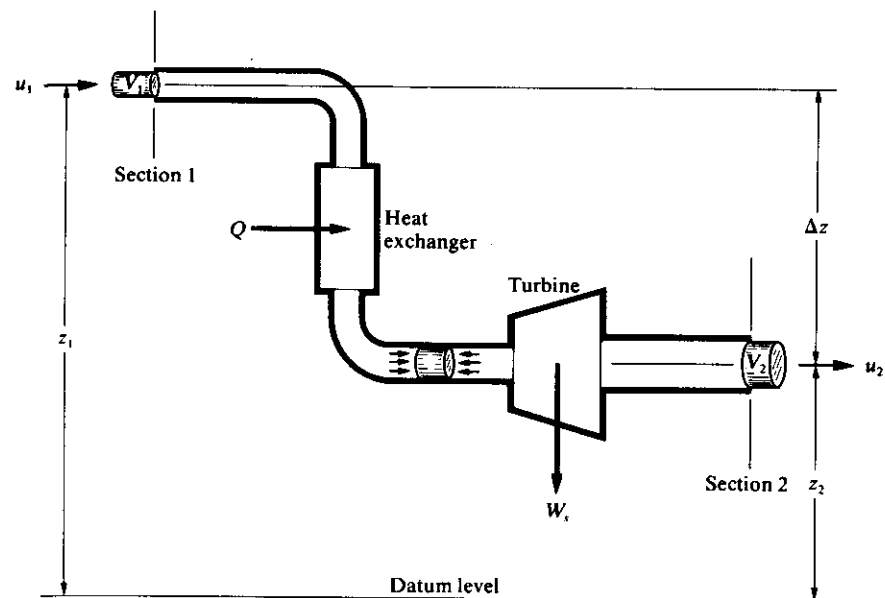 u₁
V₁
Section 1
Q
Heat
exchanger
Δz
Turbine
z₁
V₂
u₂
Section 2
z₂
Wₛ
Datum level